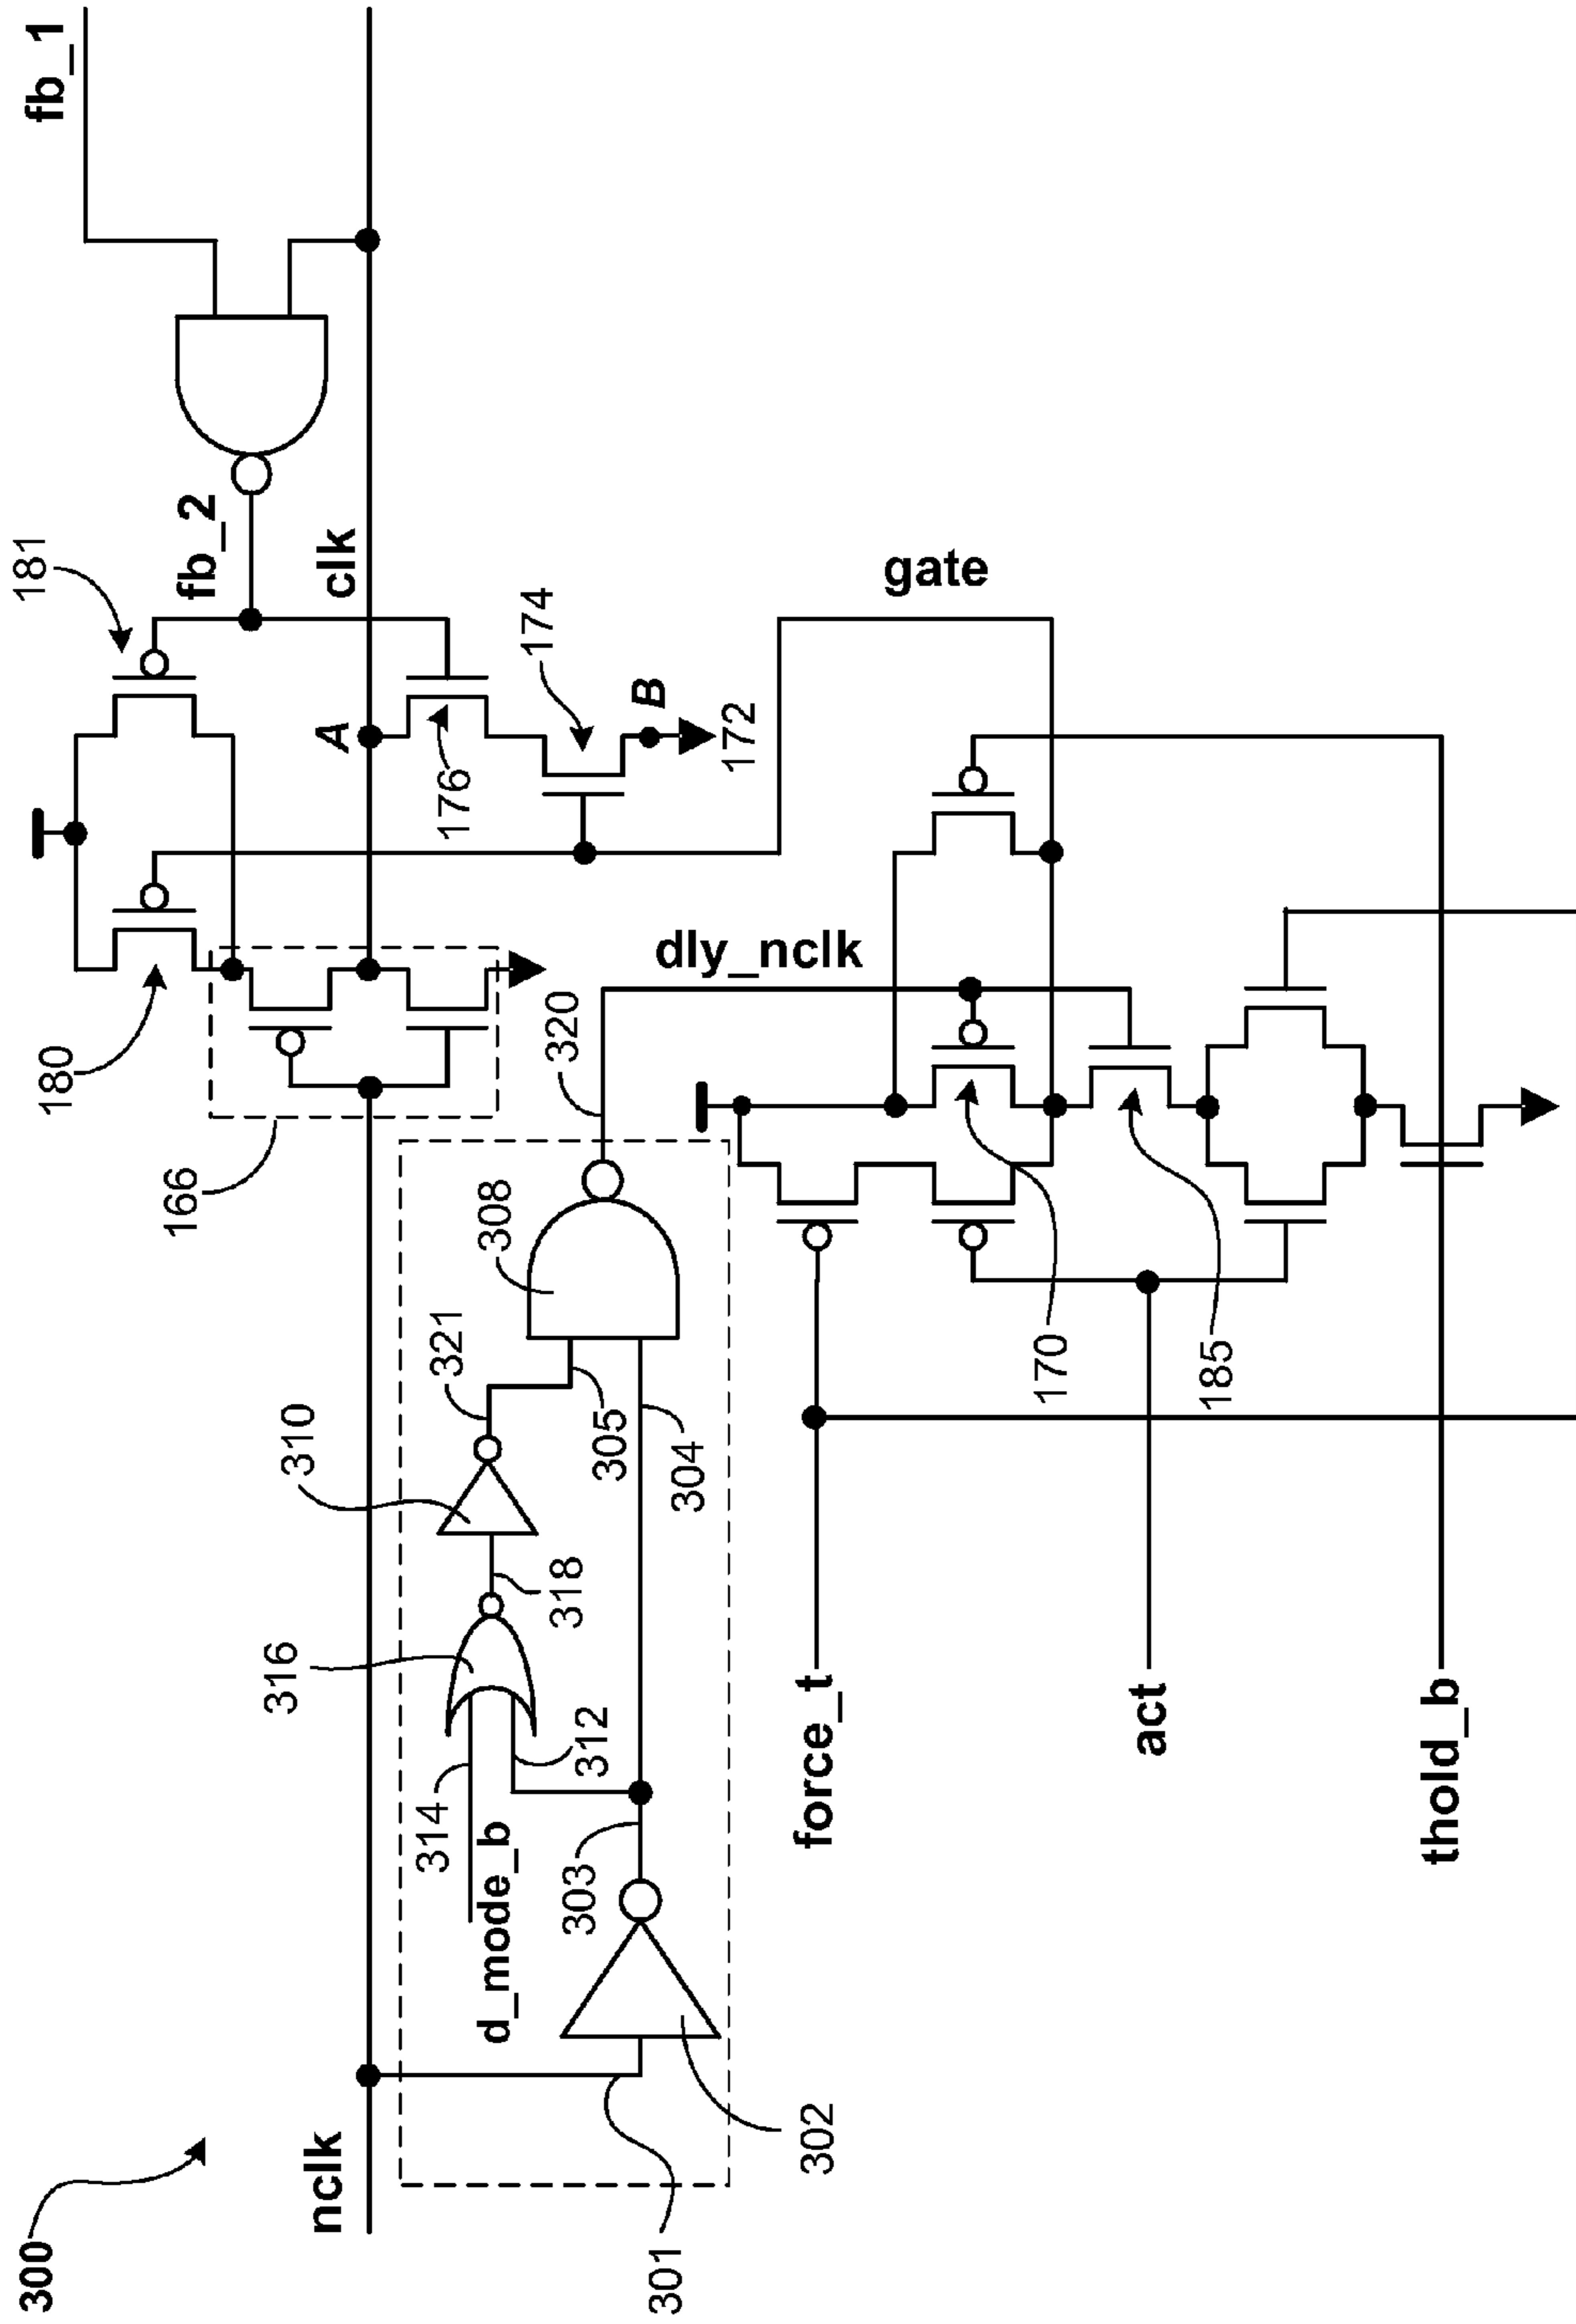 300
nclk
301
302
d_mode_b
303
314
312
316
318
310
321
305
304
308
320
166
180
181
fb_2
fb_1
clk
A
176
174
B
172
gate
dly_nclk
170
185
force_t
act
thold_b